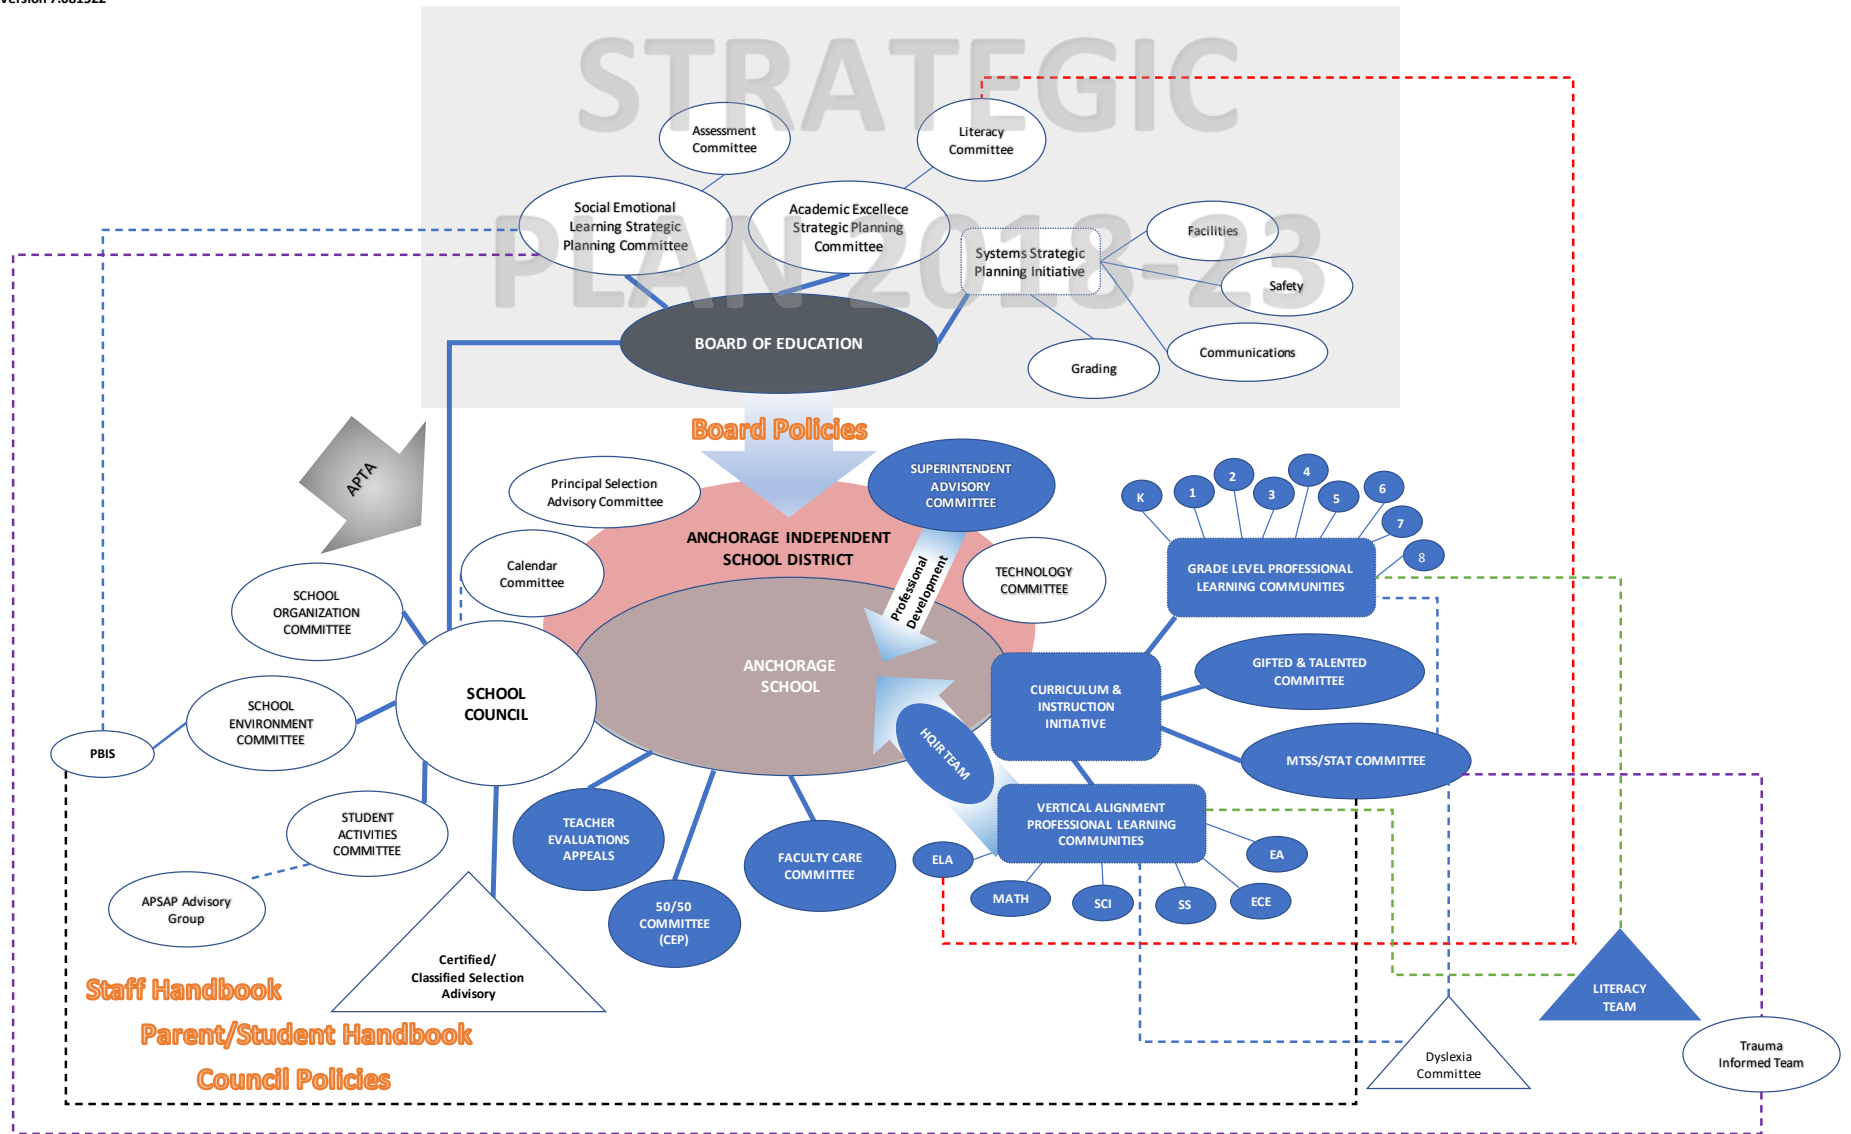 Version 7.081522
STRATEGIC
PLAN 2018-23
Assessment
Committee
Literacy
Committee
Social Emotional
Learning Strategic
Planning Committee
Academic Excellece
Strategic Planning
Committee
Systems Strategic
Planning Initiative
Facilities
Safety
Communications
Grading
BOARD OF EDUCATION
Board Policies
APTA
Principal Selection
Advisory Committee
SUPERINTENDENT
ADVISORY
COMMITTEE
Calendar
Committee
ANCHORAGE INDEPENDENT
SCHOOL DISTRICT
Professional
Development
TECHNOLOGY
COMMITTEE
K
1
2
3
4
5
6
7
8
GRADE LEVEL PROFESSIONAL
LEARNING COMMUNITIES
SCHOOL
ORGANIZATION
COMMITTEE
SCHOOL
COUNCIL
ANCHORAGE
SCHOOL
CURRICULUM &
INSTRUCTION
INITIATIVE
GIFTED & TALENTED
COMMITTEE
SCHOOL
ENVIRONMENT
COMMITTEE
PBIS
HQIR TEAM
MTSS/STAT COMMITTEE
STUDENT
ACTIVITIES
COMMITTEE
TEACHER
EVALUATIONS
APPEALS
FACULTY CARE
COMMITTEE
VERTICAL ALIGNMENT
PROFESSIONAL LEARNING
COMMUNITIES
ELA
MATH
SCI
SS
ECE
EA
APSAP Advisory
Group
50/50
COMMITTEE
(CEP)
Certified/
Classified Selection
Adivisory
Staff Handbook
Parent/Student Handbook
Council Policies
LITERACY
TEAM
Dyslexia
Committee
Trauma
Informed Team